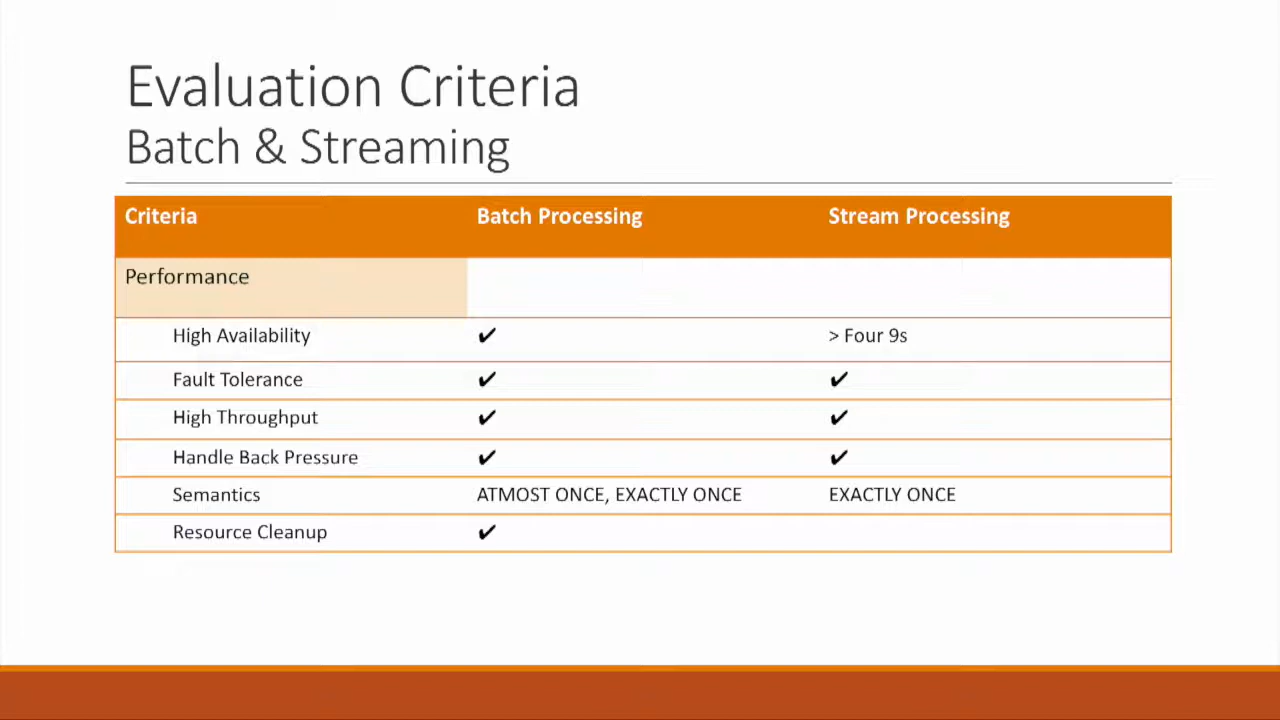 Evaluation Criteria
Batch & Streaming
Criteria Batch Processing Stream Processing
Performance
High Availability ✔ > Four 9s
Fault Tolerance ✔ ✔
High Throughput ✔ ✔
Handle Back Pressure ✔ ✔
Semantics ATMOST ONCE, EXACTLY ONCE EXACTLY ONCE
Resource Cleanup ✔